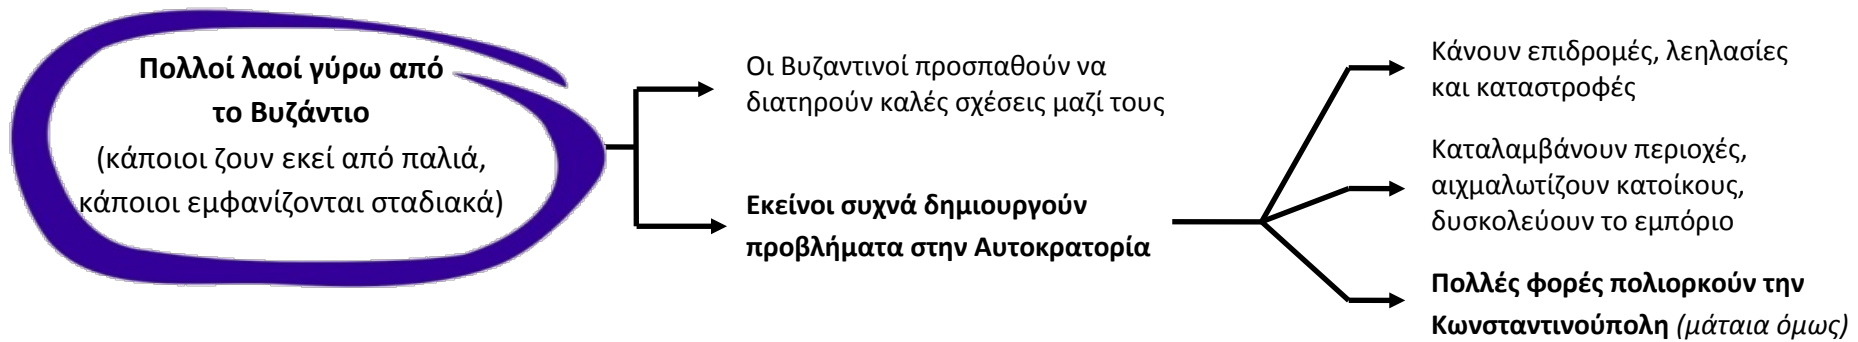 Πολλοί λαοί γύρω από
το Βυζάντιο
(κάποιοι ζουν εκεί από παλιά,
κάποιοι εμφανίζονται σταδιακά)
Οι Βυζαντινοί προσπαθούν να
διατηρούν καλές σχέσεις μαζί τους
Εκείνοι συχνά δημιουργούν
προβλήματα στην Αυτοκρατορία
Κάνουν επιδρομές, λεηλασίες
και καταστροφές
Καταλαμβάνουν περιοχές,
αιχμαλωτίζουν κατοίκους,
δυσκολεύουν το εμπόριο
Πολλές φορές πολιορκούν την
Κωνσταντινούπολη (μάταια όμως)